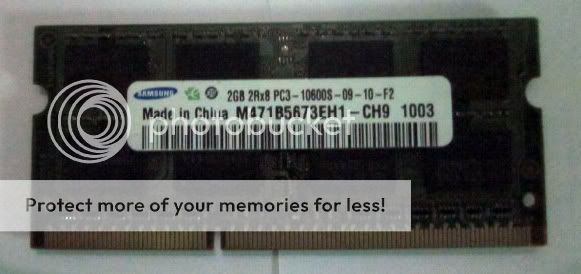 SAMSUNG
2GB 2Rx8 PC3-10600S-09-10-F2
Made in China M471B5673EH1-CH9 1003
photobucket
Protect more of your memories for less!